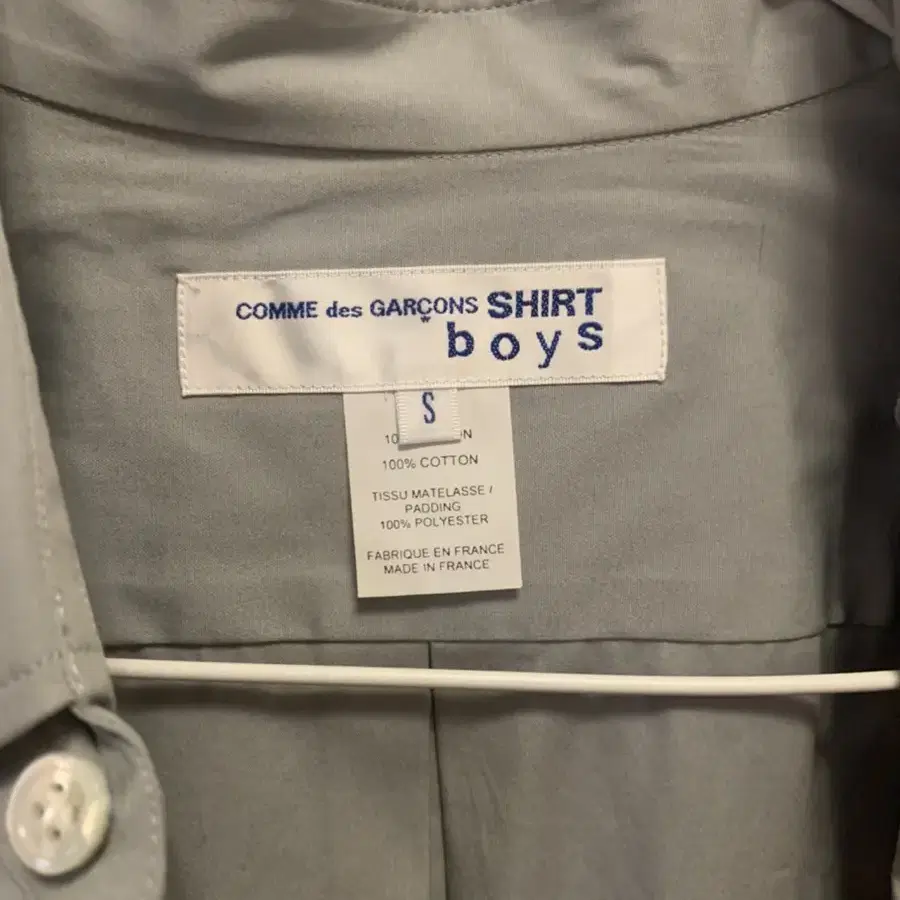 COMME des GARÇONS SHIRT
boys
S
100% COTTON
TISSU MATELASSE /
PADDING
100% POLYESTER
FABRIQUE EN FRANCE
MADE IN FRANCE